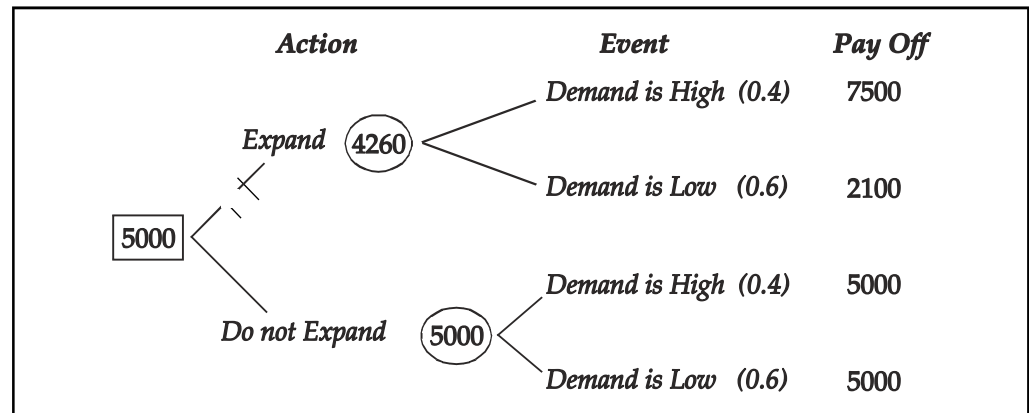 Action Event Pay Off
Demand is High (0.4) 7500
Expand 4260
Demand is Low (0.6) 2100
5000
Demand is High (0.4) 5000
Do not Expand 5000
Demand is Low (0.6) 5000